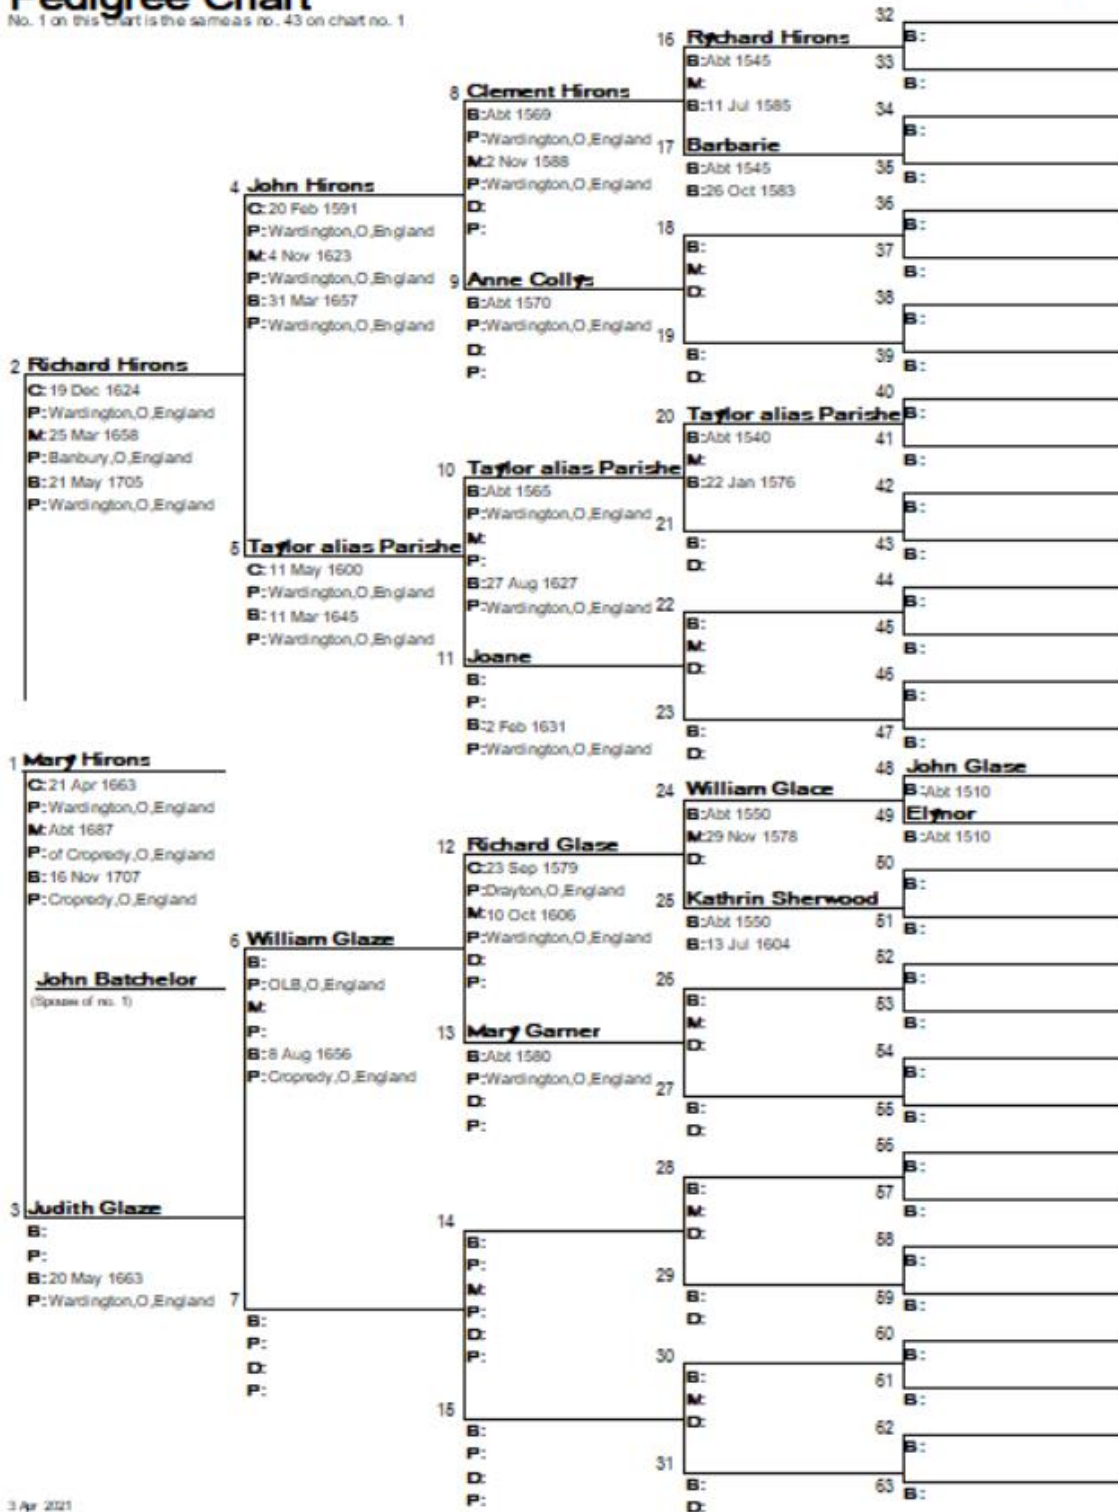 Pedigree Chart
No. 1 on this chart is the same as no. 43 on chart no. 1
32
16 Rychard Hirons
B:
B:Abt 1545
33
M:
B:
8 Clement Hirons
B:11 Jul 1585
34
B:Abt 1569
B:
P:Wardington,O,England
17 Barbarie
M:2 Nov 1588
B:Abt 1545
35
B:
4 John Hirons
P:Wardington,O,England
B:26 Oct 1583
C:20 Feb 1591
D:
36
P:Wardington,O,England
P:
18
B:
M:4 Nov 1623
B:
37
P:Wardington,O,England
9 Anne Collys
M:
B:
B:31 Mar 1657
B:Abt 1570
D:
38
P:Wardington,O,England
P:Wardington,O,England
19
B:
D:
B:
39
2 Richard Hirons
P:
D:
B:
C:19 Dec 1624
40
P:Wardington,O,England
20 Taylor alias Parishe
B:
M:25 Mar 1658
B:Abt 1540
41
P:Banbury,O,England
10 Taylor alias Parishe
M:
B:
B:21 May 1705
B:Abt 1565
B:22 Jan 1576
42
P:Wardington,O,England
P:Wardington,O,England
B:
M:
21
5 Taylor alias Parishe
P:
B:
43
B:
C:11 May 1600
B:27 Aug 1627
D:
44
P:Wardington,O,England
P:Wardington,O,England
22
B:
B:11 Mar 1645
B:
45
P:Wardington,O,England
11 Joane
M:
B:
B:
D:
46
P:
B:
B:2 Feb 1631
23
B:
47
P:Wardington,O,England
D:
B:
1 Mary Hirons
48 John Glase
C:21 Apr 1663
24 William Glace
B:Abt 1510
P:Wardington,O,England
B:Abt 1550
49 Elynor
M:Abt 1687
12 Richard Glase
M:29 Nov 1578
B:Abt 1510
P:of Cropredy,O,England
C:23 Sep 1579
D:
50
B:16 Nov 1707
P:Drayton,O,England
B:
P:Cropredy,O,England
M:10 Oct 1606
25 Kathrin Sherwood
6 William Glaze
P:Wardington,O,England
B:Abt 1550
51
B:
B:
D:
B:13 Jul 1604
52
John Batchelor
P:OLB,O,England
P:
26
B:
(Spouse of no. 1)
M:
B:
53
P:
13 Mary Garner
M:
B:
B:8 Aug 1656
B:Abt 1580
D:
54
P:Cropredy,O,England
P:Wardington,O,England
27
B:
D:
B:
55
P:
D:
B:
56
28
B:
3 Judith Glaze
14
B:
57
B:
B:
M:
B:
P:
P:
D:
58
B:20 May 1663
M:
29
B:
P:Wardington,O,England
7
P:
B:
59
B:
D:
D:
B:
P:
P:
60
D:
30
B:
P:
B:
61
15
M:
B:
B:
D:
62
P:
B:
D:
31
P:
B:
63
B:
D:
3 Apr 2021